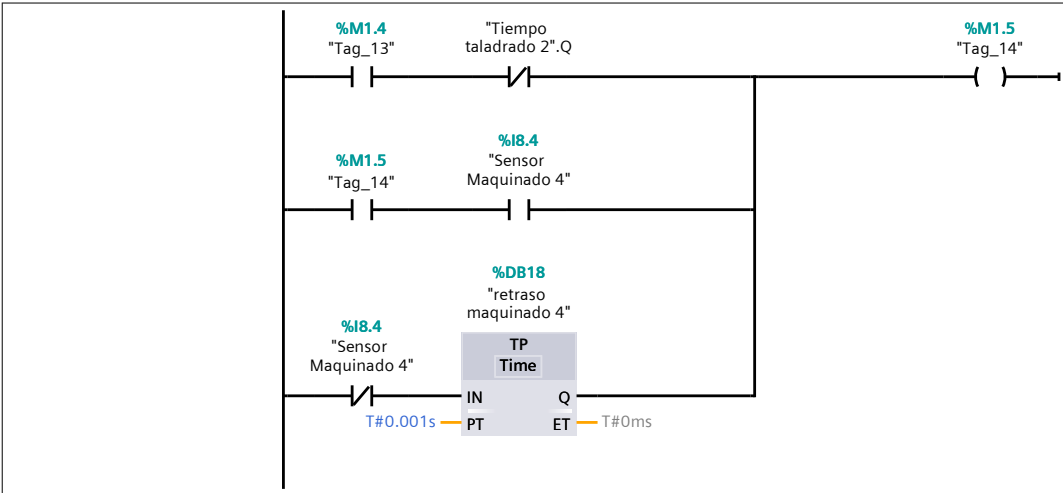 %M1.4
"Tag_13"
"Tiempo
taladrado 2".Q
%M1.5
"Tag_14"
%M1.5
"Tag_14"
%I8.4
"Sensor
Maquinado 4"
%DB18
"retraso
maquinado 4"
%I8.4
"Sensor
Maquinado 4"
TP
Time
IN
Q
T#0.001s
PT
ET
T#0ms